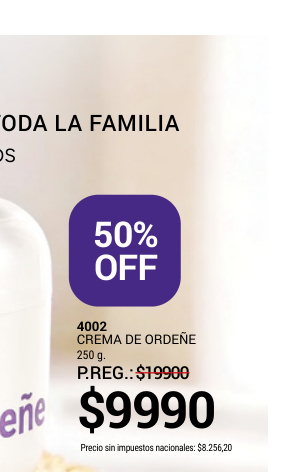 TODA LA FAMILIA
OS
50%
OFF
4002
CREMA DE ORDEÑE
250 g.
P.REG.: $19900
$9990
Precio sin impuestos nacionales: $8.256,20
eñe